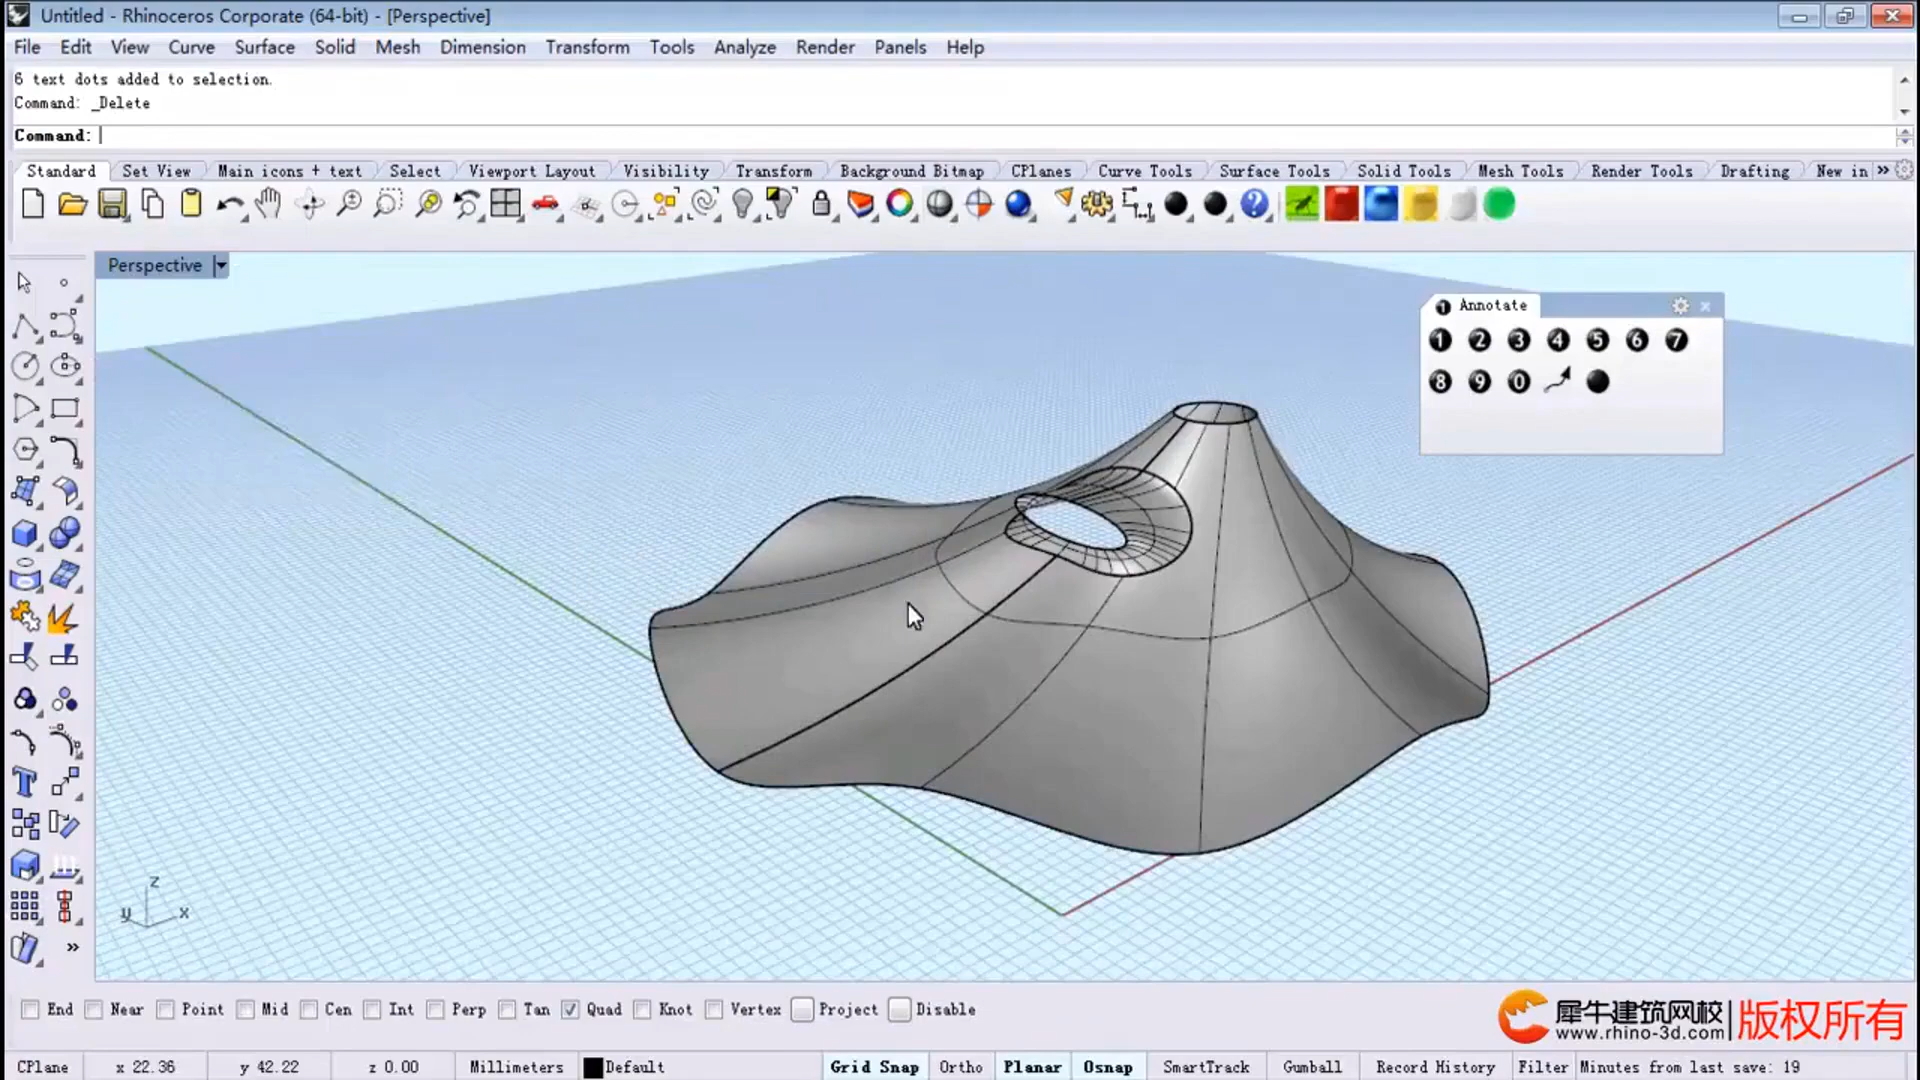 Untitled - Rhinoceros Corporate (64-bit) - [Perspective]
File Edit View Curve Surface Solid Mesh Dimension Transform Tools Analyze Render Panels Help
6 text dots added to selection.
Command: _Delete
Command:
Standard Set View Main icons + text Select Viewport Layout Visibility Transform Background Bitmap CPlanes Curve Tools Surface Tools Solid Tools Mesh Tools Render Tools Drafting New in »
Perspective
1 Annotate
1 2 3 4 5 6 7
8 9 0
z
y x
»
End Near Point Mid Cen Int Perp Tan Quad Knot Vertex Project Disable
犀牛建筑网校
www.rhino-3d.com
版权所有
CPlane x 22.36 y 42.22 z 0.00 Millimeters Default Grid Snap Ortho Planar Osnap SmartTrack Gumball Record History Filter Minutes from last save: 19